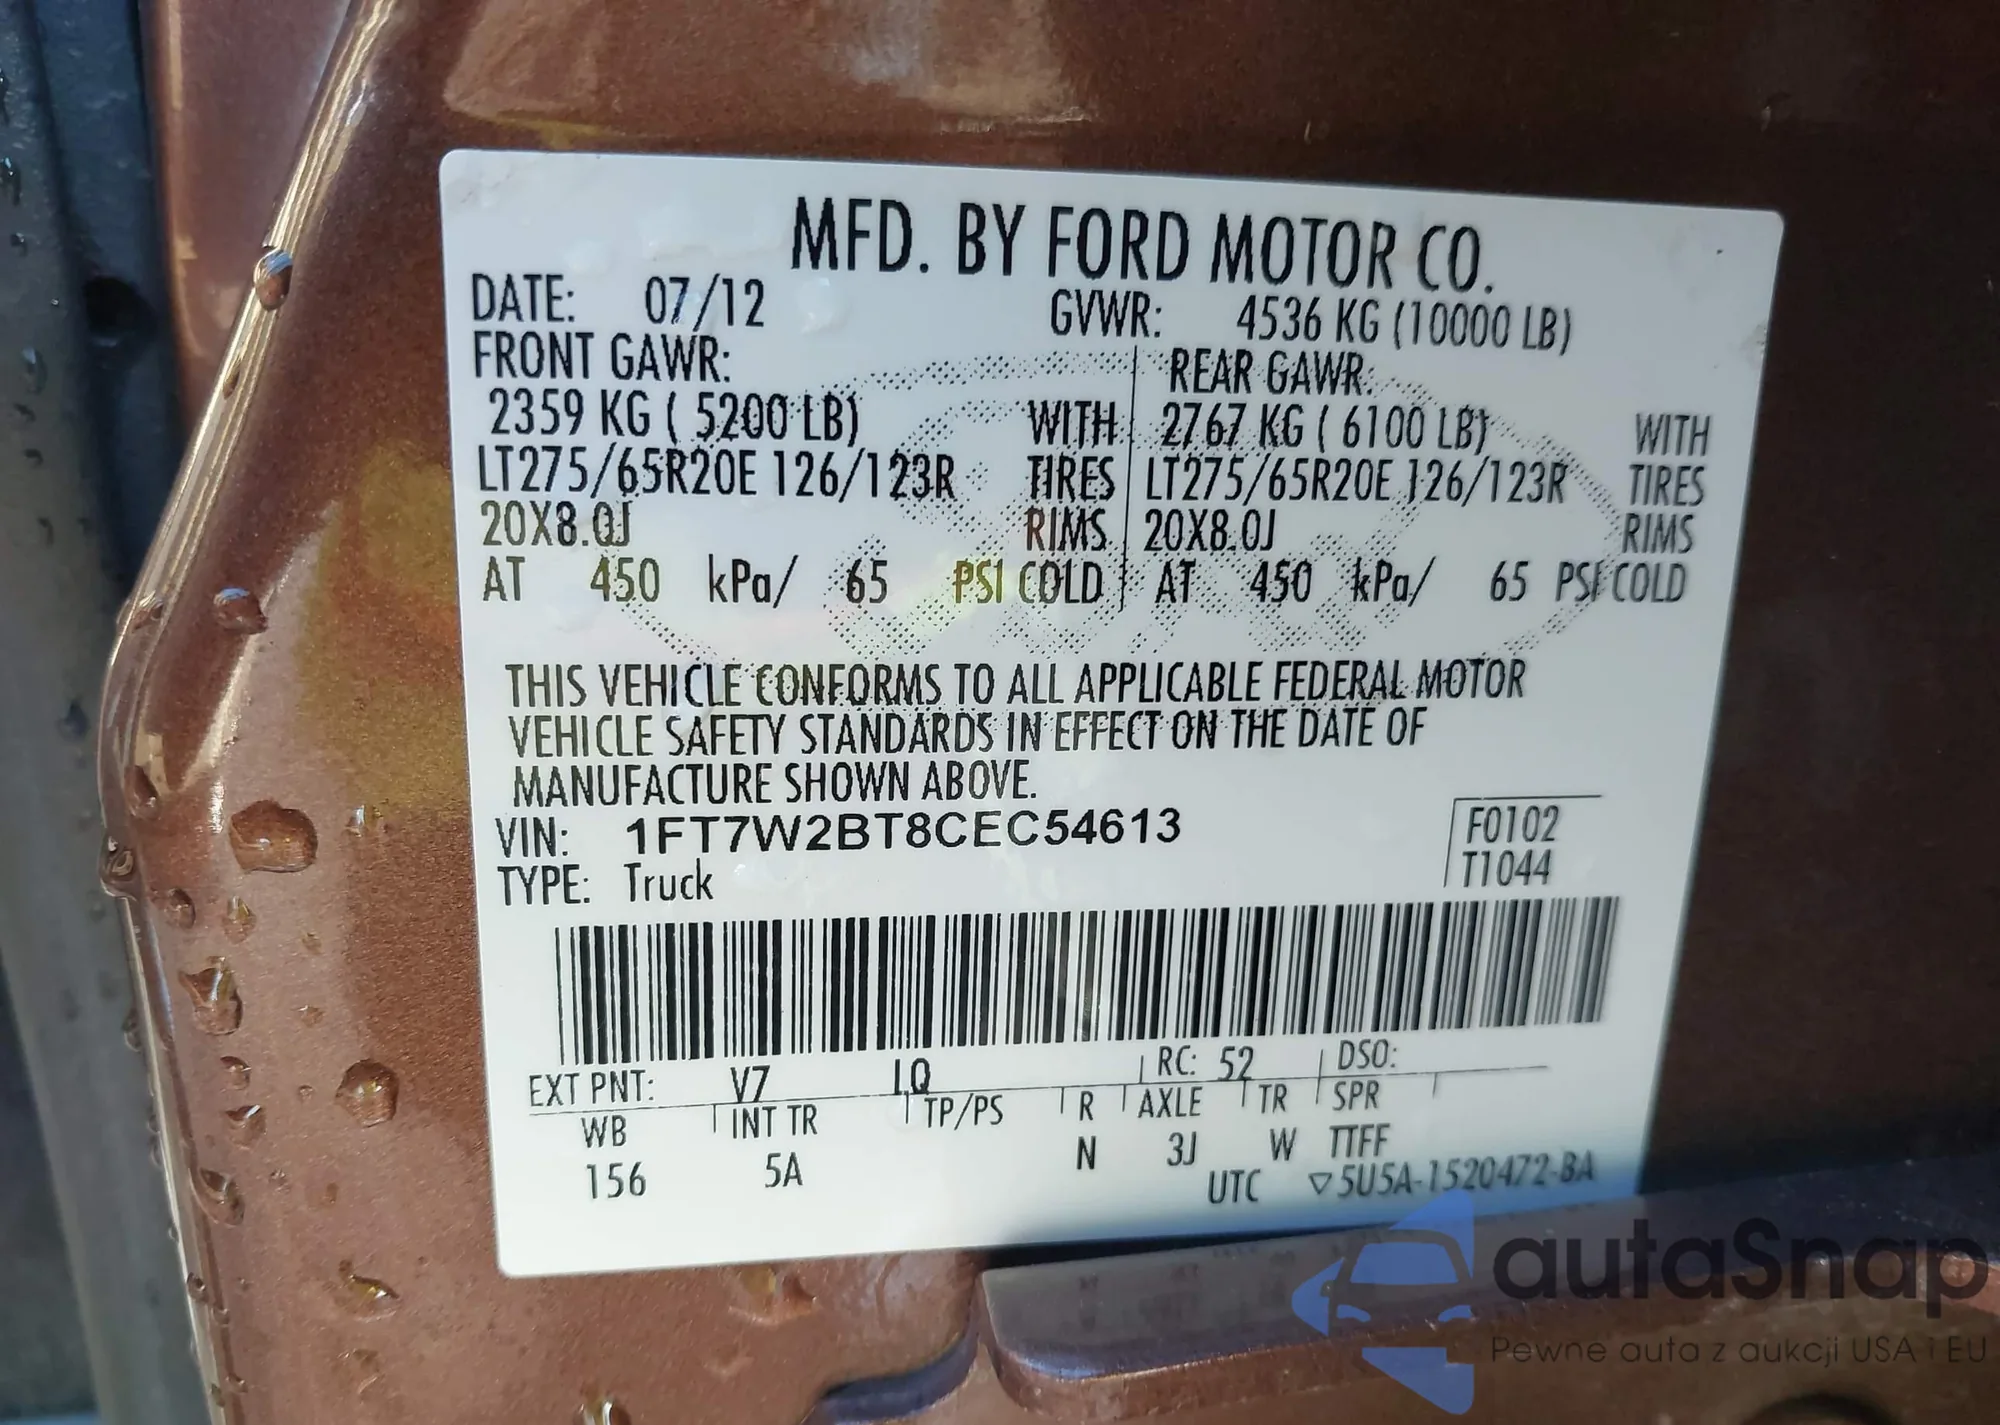 MFD. BY FORD MOTOR CO.
DATE: 07/12 GVWR: 4536 KG (10000 LB)
FRONT GAWR: REAR GAWR:
2359 KG ( 5200 LB) WITH 2767 KG ( 6100 LB) WITH
LT275/65R20E 126/123R TIRES LT275/65R20E 126/123R TIRES
20X8.0J RIMS 20X8.0J RIMS
AT 450 kPa/ 65 PSI COLD AT 450 kPa/ 65 PSI COLD
THIS VEHICLE CONFORMS TO ALL APPLICABLE FEDERAL MOTOR
VEHICLE SAFETY STANDARDS IN EFFECT ON THE DATE OF
MANUFACTURE SHOWN ABOVE.
VIN: 1FT7W2BT8CEC54613 F0102
TYPE: Truck T1044
EXT PNT: V7 LQ RC: 52 DSO:
WB INT TR TP/PS R AXLE TR SPR
156 5A N 3J W TTFF
UTC ▽5U5A-1520472-BA
autaSnap
Pewne auta z aukcji USA i EU